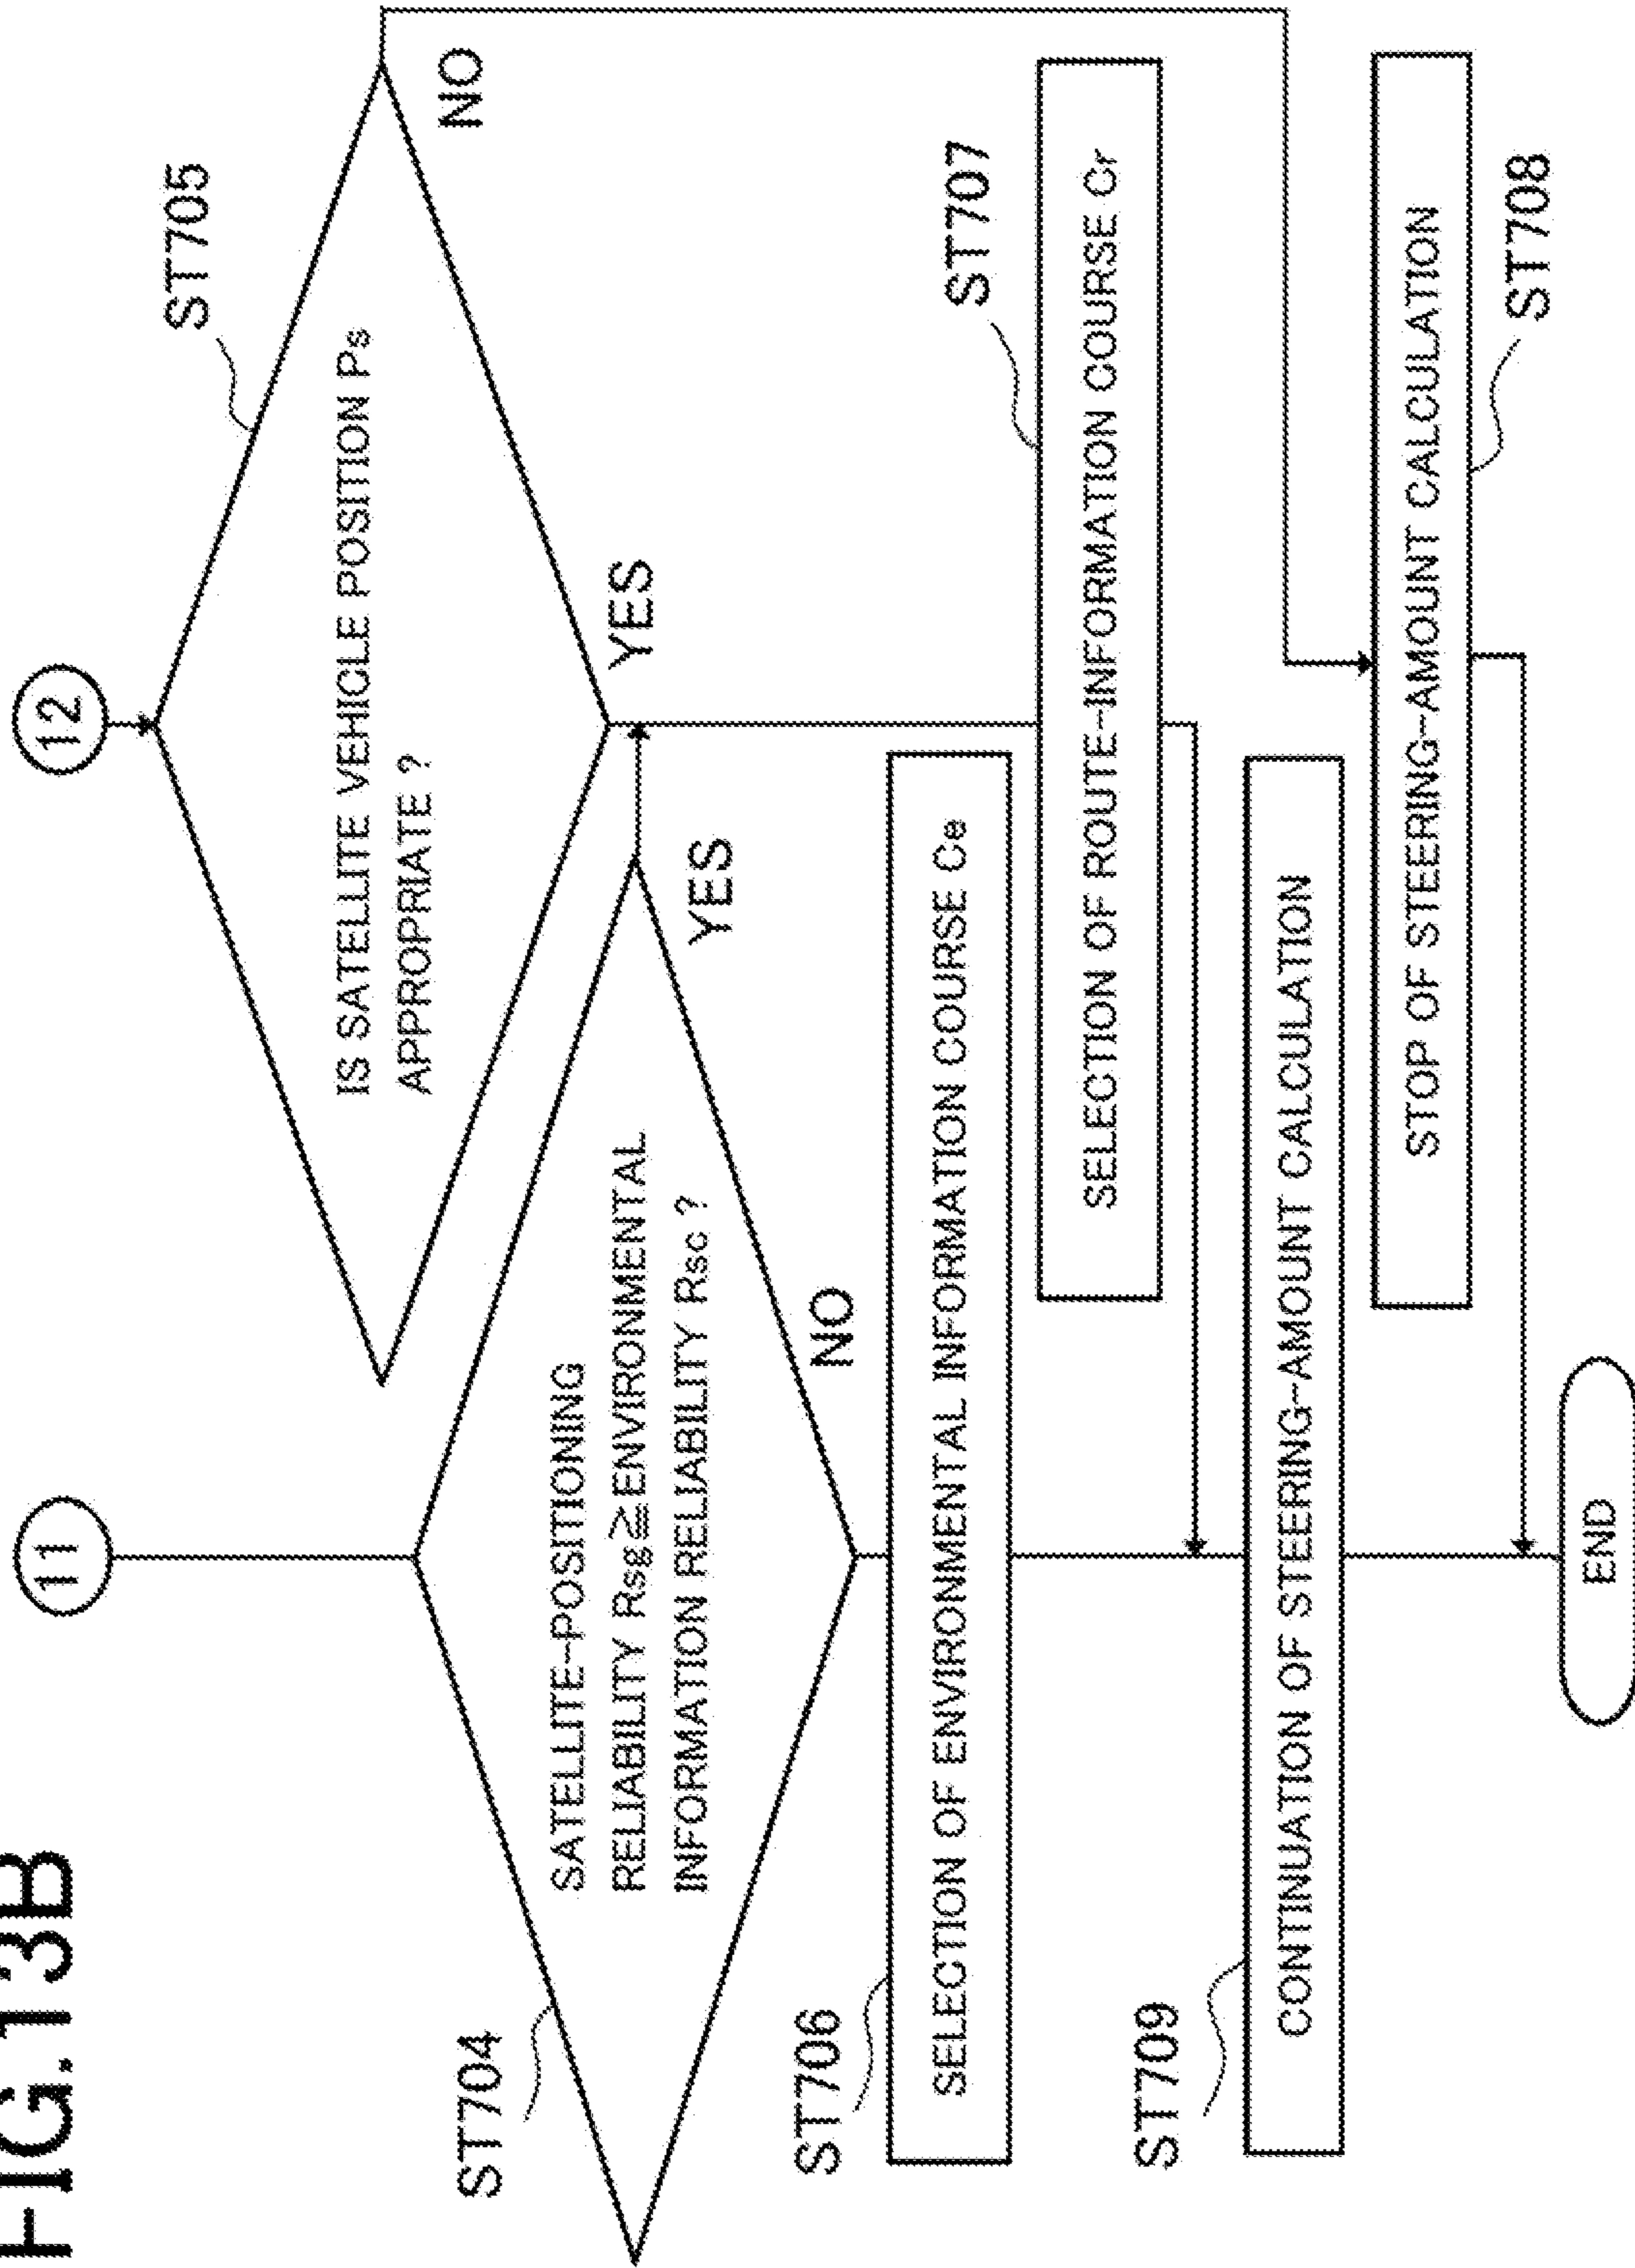 FIG.13B
11
12
ST704
SATELLITE-POSITIONING
RELIABILITY Rsg≧ENVIRONMENTAL
INFORMATION RELIABILITY Rsc ?
YES
NO
ST705
IS SATELLITE VEHICLE POSITION Ps
APPROPRIATE ?
NO
YES
ST706
SELECTION OF ENVIRONMENTAL INFORMATION COURSE Ce
ST707
SELECTION OF ROUTE-INFORMATION COURSE Cr
ST709
CONTINUATION OF STEERING-AMOUNT CALCULATION
STOP OF STEERING-AMOUNT CALCULATION
ST708
END